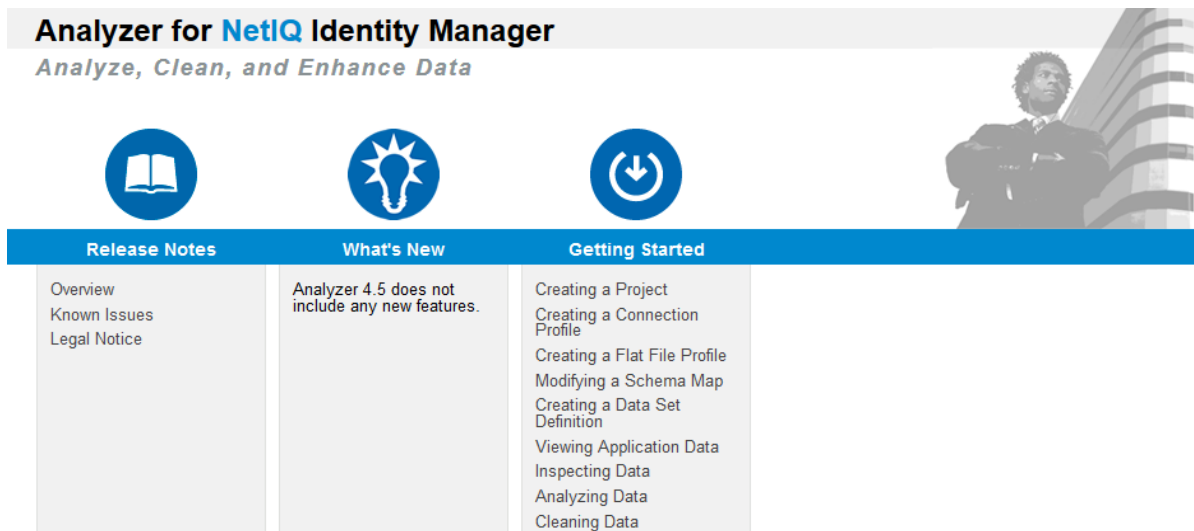 Analyzer for NetIQ Identity Manager
Analyze, Clean, and Enhance Data
Release Notes
What's New
Getting Started
Overview
Known Issues
Legal Notice
Analyzer 4.5 does not
include any new features.
Creating a Project
Creating a Connection
Profile
Creating a Flat File Profile
Modifying a Schema Map
Creating a Data Set
Definition
Viewing Application Data
Inspecting Data
Analyzing Data
Cleaning Data